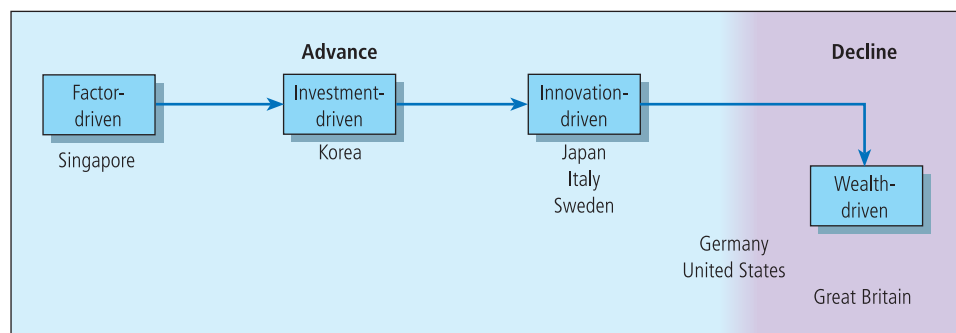 Advance
Decline
Factor-
driven
Investment-
driven
Innovation-
driven
Singapore
Korea
Japan
Italy
Sweden
Wealth-
driven
Germany
United States
Great Britain